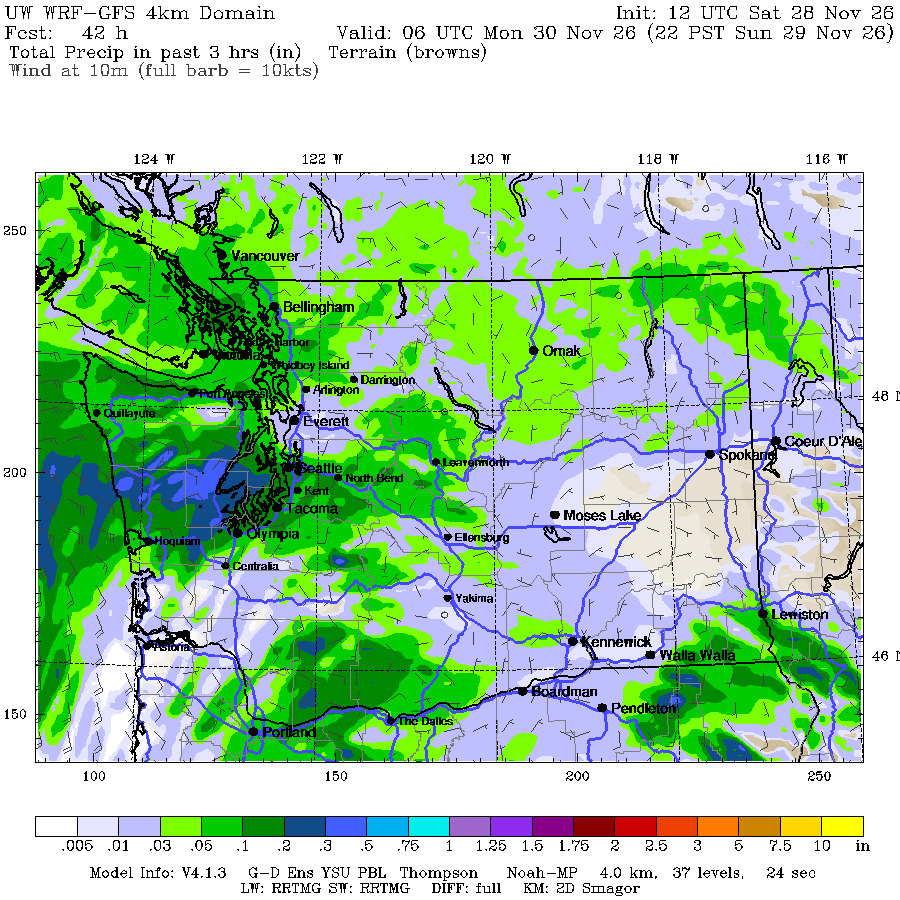 UW WRF-GFS 4km Domain Init: 12 UTC Sat 28 Nov 26
Fcst: 42 h Valid: 06 UTC Mon 30 Nov 26 (22 PST Sun 29 Nov 26)
Total Precip in past 3 hrs (in) Terrain (browns)
Wind at 10m (full barb = 10kts)
124 W 122 W 120 W 118 W 116 W
250
Vancouver
Bellingham
Harbor
Omak
Whidbey Island
Darrington
Arlington
Port Angeles
48 N
Quillayute
Everett
Coeur D'Alene
Spokane
Leavenworth
Seattle
200
North Bend
Kent
Tacoma
Moses Lake
Olympia
Ellensburg
Hoquiam
Centralia
Yakima
Lewiston
Kennewick
Astoria
Walla Walla
46 N
Boardman
Pendleton
150
The Dalles
Portland
100 150 200 250
.005 .01 .03 .05 .1 .2 .3 .5 .75 1 1.25 1.5 1.75 2 2.5 3 5 7.5 10 in
Model Info: V4.1.3 G-D Ens YSU PBL Thompson Noah-MP 4.0 km, 37 levels, 24 sec
LW: RRTMG SW: RRTMG DIFF: full KM: 2D Smagor